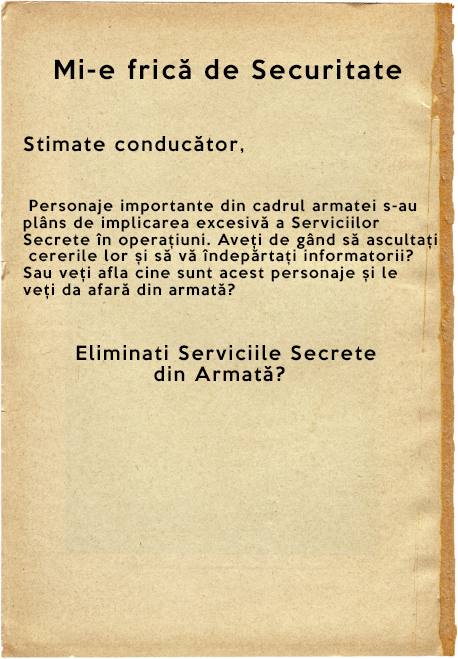 Mi-e frică de Securitate
Stimate conducător,
Personaje importante din cadrul armatei s-au
plâns de implicarea excesivă a Serviciilor
Secrete în operațiuni. Aveți de gând să ascultați
cererile lor și să vă îndepărtați informatorii?
Sau veți afla cine sunt acest personaje și le
veți da afară din armată?
Eliminati Serviciile Secrete
din Armată?